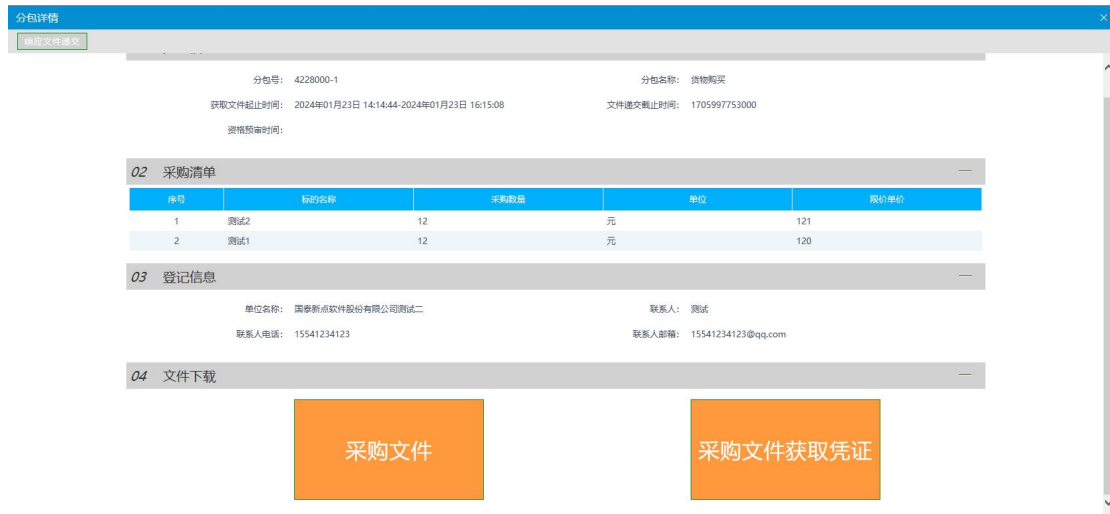 分包详情
响应文件递交
分包号： 4228000-1 分包名称： 货物购买
获取文件起止时间： 2024年01月23日 14:14:44-2024年01月23日 16:15:08 文件递交截止时间： 1705997753000
资格预审时间：
02 采购清单
序号 标的名称 采购数量 单位 限价单价
1 测试2 12 元 121
2 测试1 12 元 120
03 登记信息
单位名称： 国泰新点软件股份有限公司测试二 联系人： 测试
联系人电话： 15541234123 联系人邮箱： 15541234123@qq.com
04 文件下载
采购文件 采购文件获取凭证